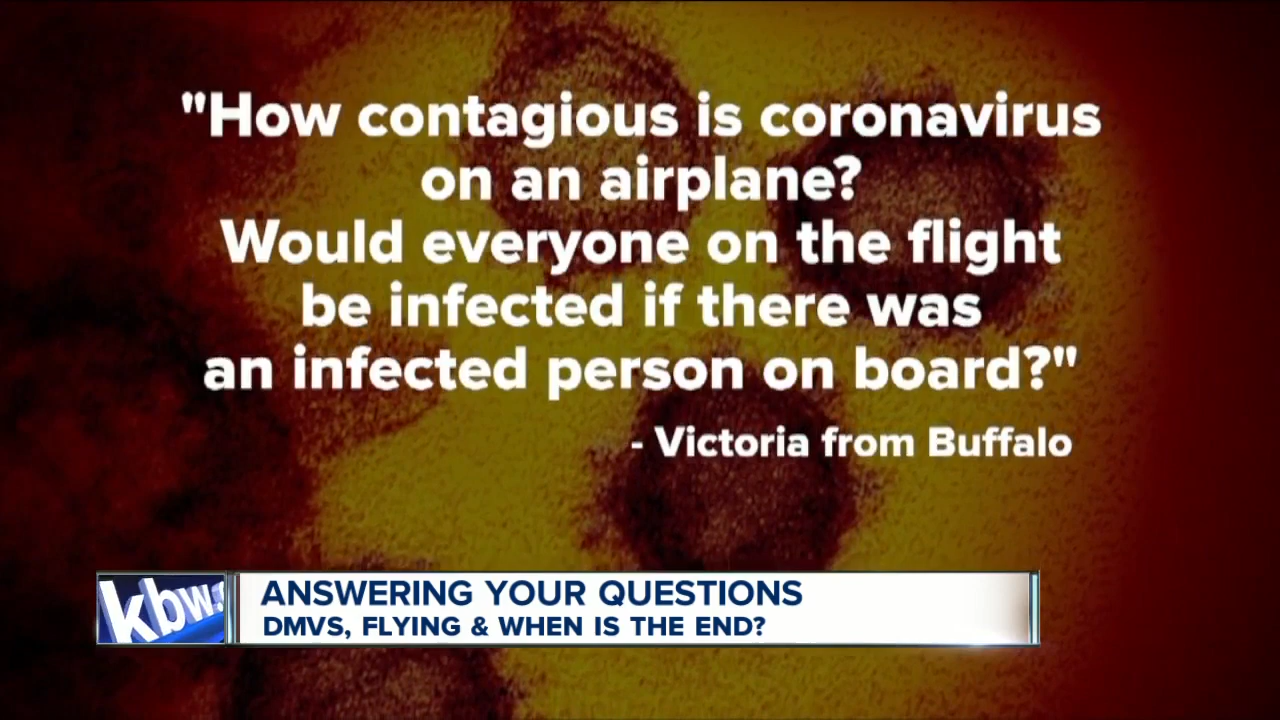 "How contagious is coronavirus
on an airplane?
Would everyone on the flight
be infected if there was
an infected person on board?"
- Victoria from Buffalo
ANSWERING YOUR QUESTIONS
DMVS, FLYING & WHEN IS THE END?